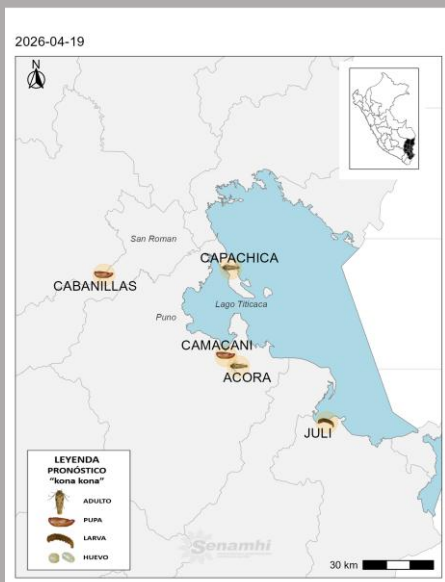 2026-04-19
N
San Roman
CAPACHICA
CABANILLAS
Lago Titicaca
Puno
CAMACANI
ACORA
JULI
LEYENDA
PRONÓSTICO
"kona kona"
ADULTO
PUPA
LARVA
HUEVO
Senamhi
30 km